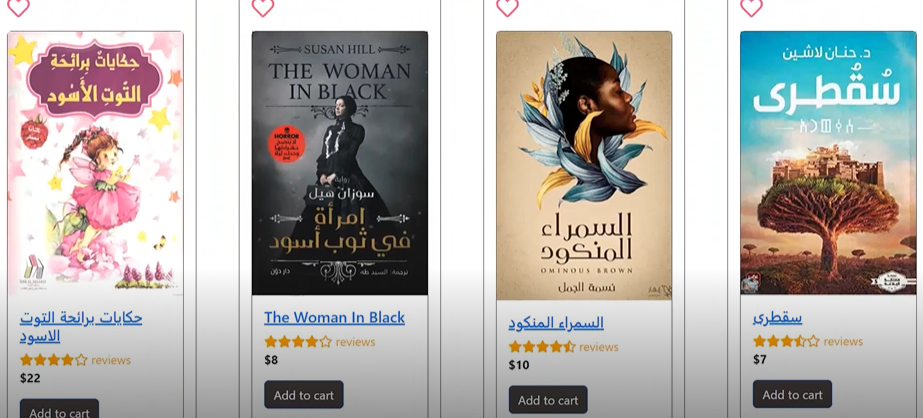 حكايات برائحة
التوت الأسود
حكايات برائحة التوت
الاسود
reviews
$22
Add to cart
SUSAN HILL
THE WOMAN
IN BLACK
HORROR
رواية
سوزان هيل
امرأة
في ثوب أسود
ترجمة: السيد طه
دار دوّن
The Woman In Black
reviews
$8
Add to cart
السمراء
المنكود
OMINOUS BROWN
نسمة الجمل
السمراء المنكود
reviews
$10
Add to cart
د. حنان لاشين
سُقُطرى
سقطري
reviews
$7
Add to cart